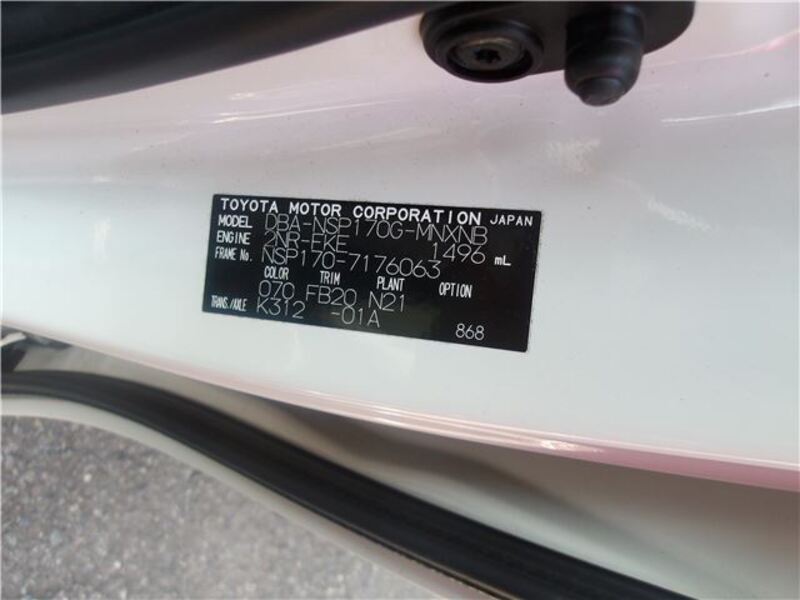 TOYOTA MOTOR CORPORATION JAPAN
MODEL DBA-NSP170G-MNXNB
ENGINE 2NR-FKE 1496 mL
FRAME No. NSP170-7176063
COLOR TRIM PLANT OPTION
070 FB20 N21
TRANS./AXLE K312 -01A
868